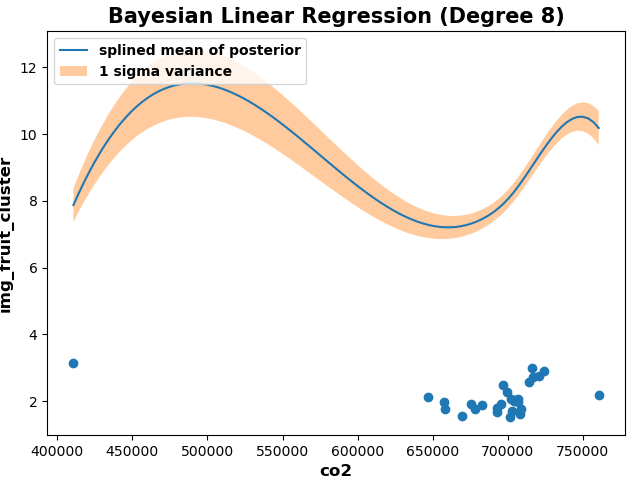 Bayesian Linear Regression (Degree 8)
splined mean of posterior
1 sigma variance
img_fruit_cluster
12
10
8
6
4
2
400000 450000 500000 550000 600000 650000 700000 750000
co2